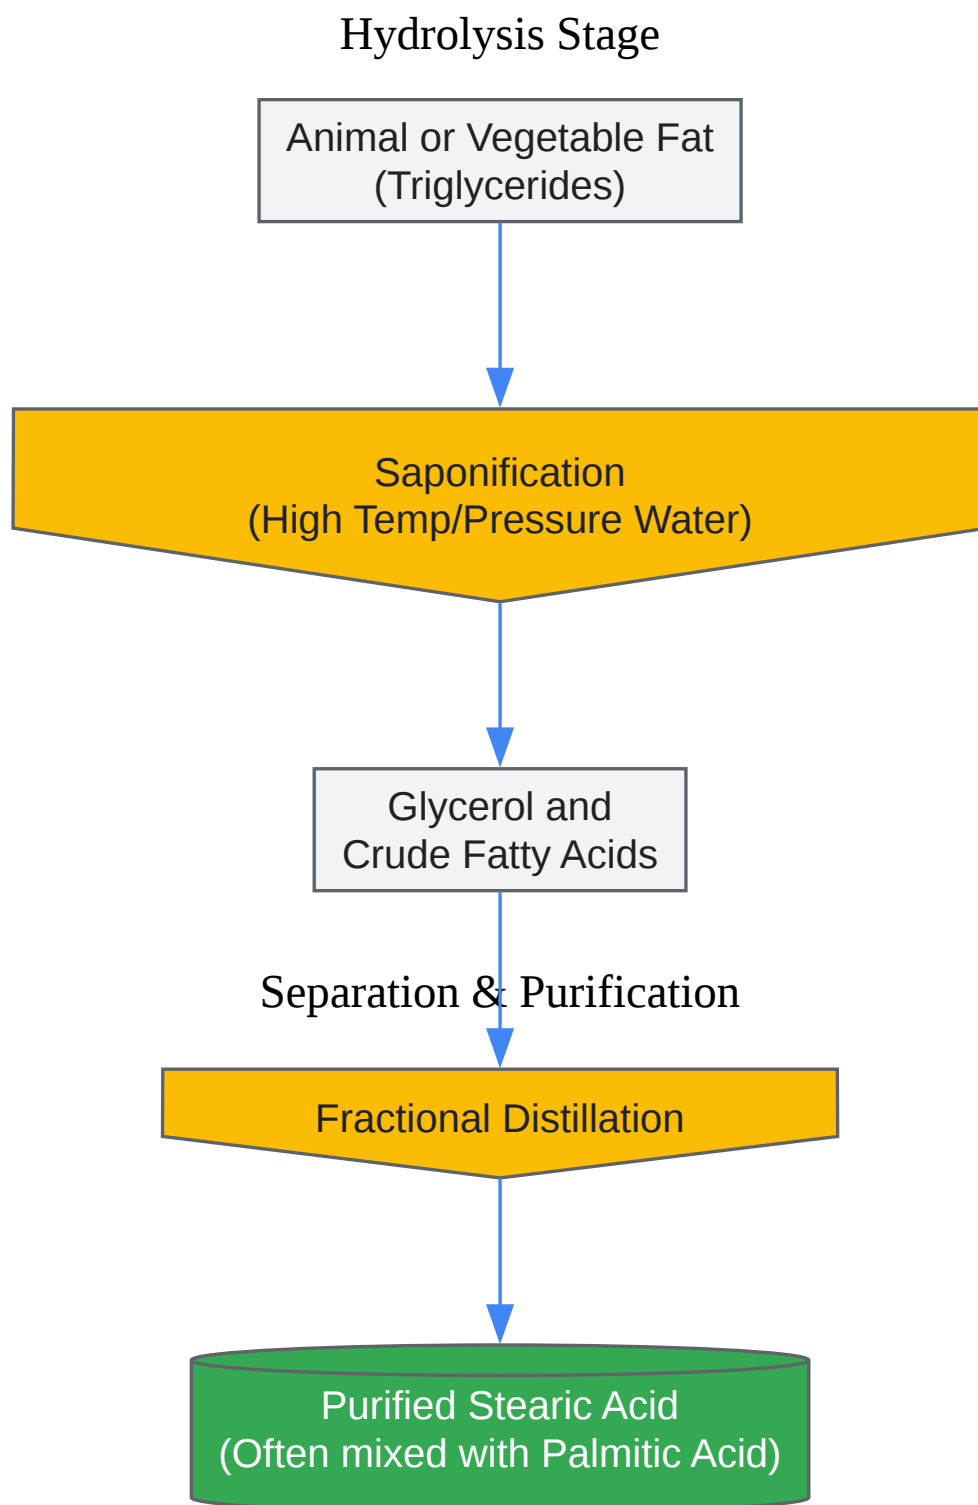 Hydrolysis Stage
Animal or Vegetable Fat
(Triglycerides)
Saponification
(High Temp/Pressure Water)
Glycerol and
Crude Fatty Acids
Separation & Purification
Fractional Distillation
Purified Stearic Acid
(Often mixed with Palmitic Acid)